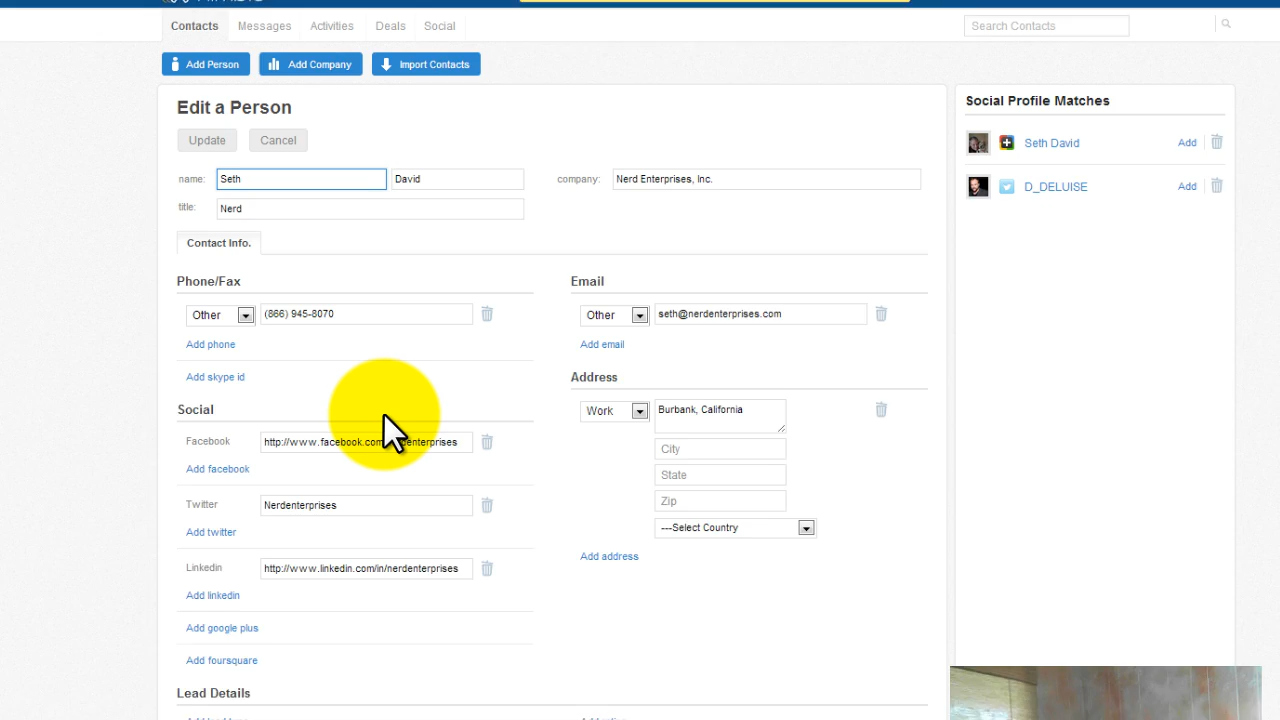 Contacts Messages Activities Deals Social Search Contacts
Add Person Add Company Import Contacts
Edit a Person
Update Cancel
name: Seth David company: Nerd Enterprises, Inc.
title: Nerd
Contact Info.
Phone/Fax
Other (866) 945-8070
Add phone
Add skype id
Social
Facebook http://www.facebook.com enterprises
Add facebook
Twitter Nerdenterprises
Add twitter
Linkedin http://www.linkedin.com/in/nerdenterprises
Add linkedin
Add google plus
Add foursquare
Lead Details
Email
Other seth@nerdenterprises.com
Add email
Address
Work Burbank, California
City
State
Zip
---Select Country
Add address
Social Profile Matches
Seth David Add
D_DELUISE Add